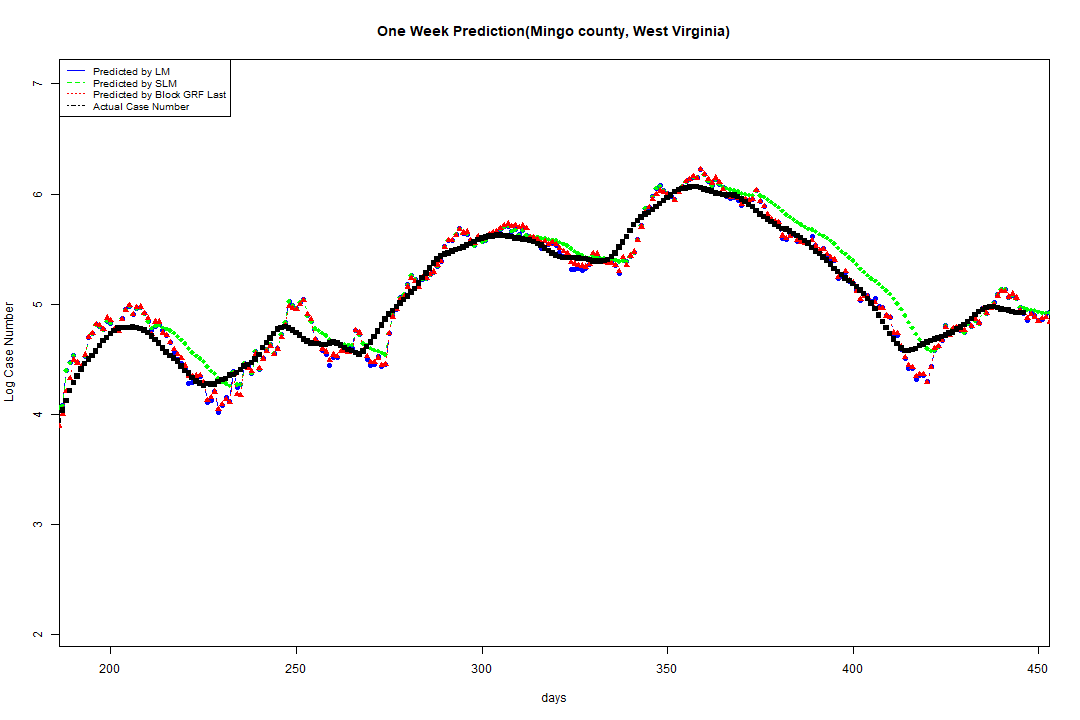 One Week Prediction(Mingo county, West Virginia)
Predicted by LM
Predicted by SLM
Predicted by Block GRF Last
Actual Case Number
7
6
5
4
3
2
Log Case Number
200 250 300 350 400 450
days